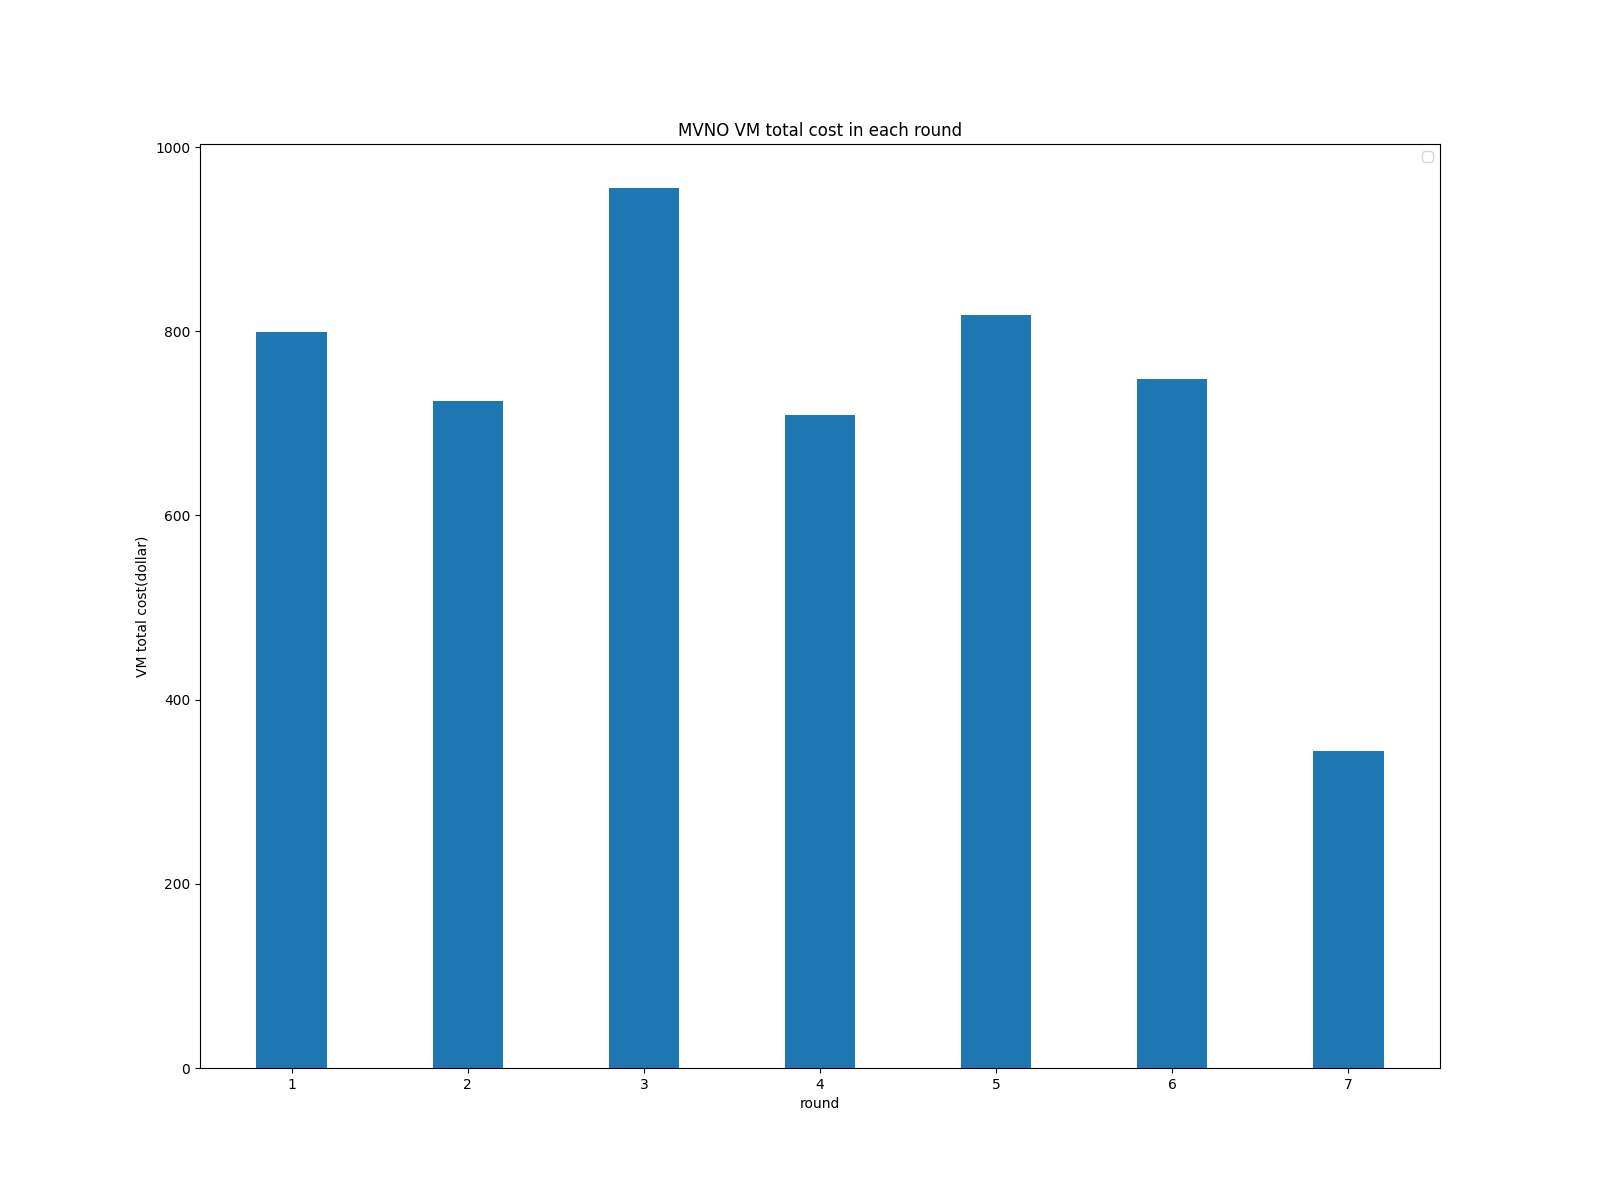 MVNO VM total cost in each round
1000
800
600
400
200
0
VM total cost(dollar)
1 2 3 4 5 6 7
round